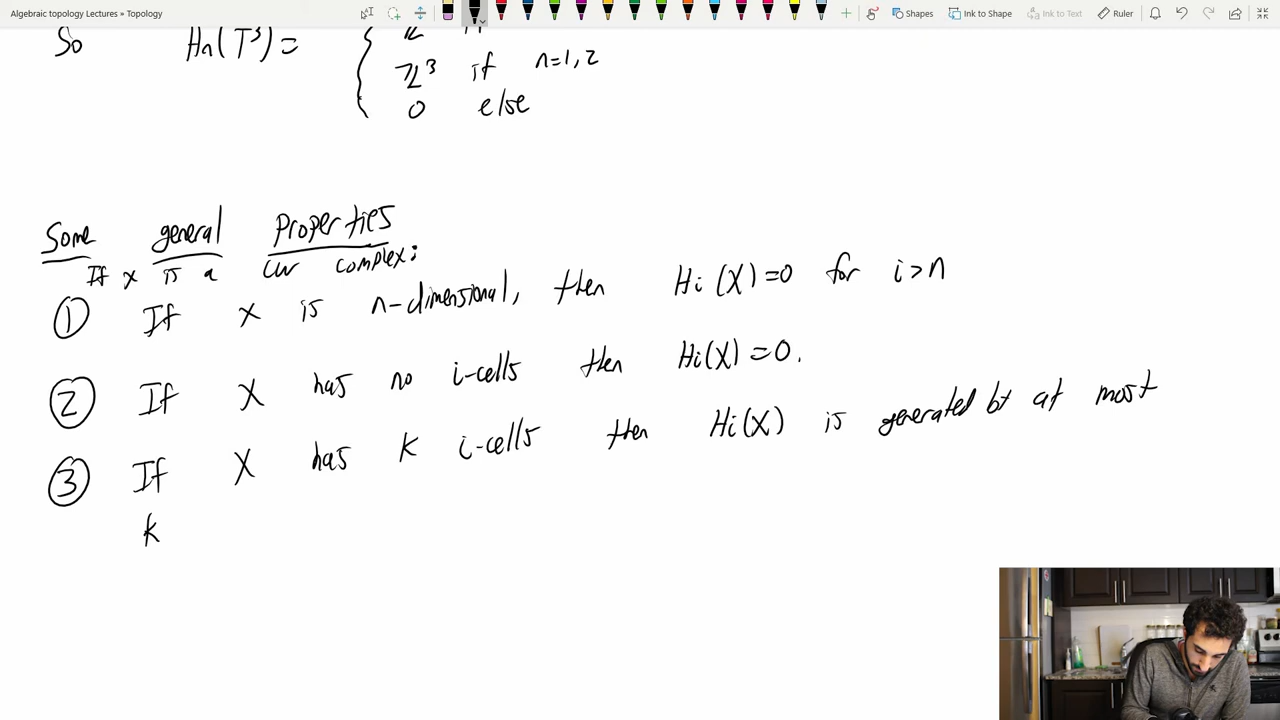 Algebraic topology Lectures » Topology
Shapes
Ink to Shape
Ink to Text
Ruler
So Hn(T³) =
ℤ³ if n=1,2
0 else
Some general Properties
If x is a CW complex:
① If X is n-dimensional, then Hi(X)=0 for i>n
② If X has no i-cells then Hi(X)=0.
③ If X has k i-cells then Hi(X) is generated by at most
k